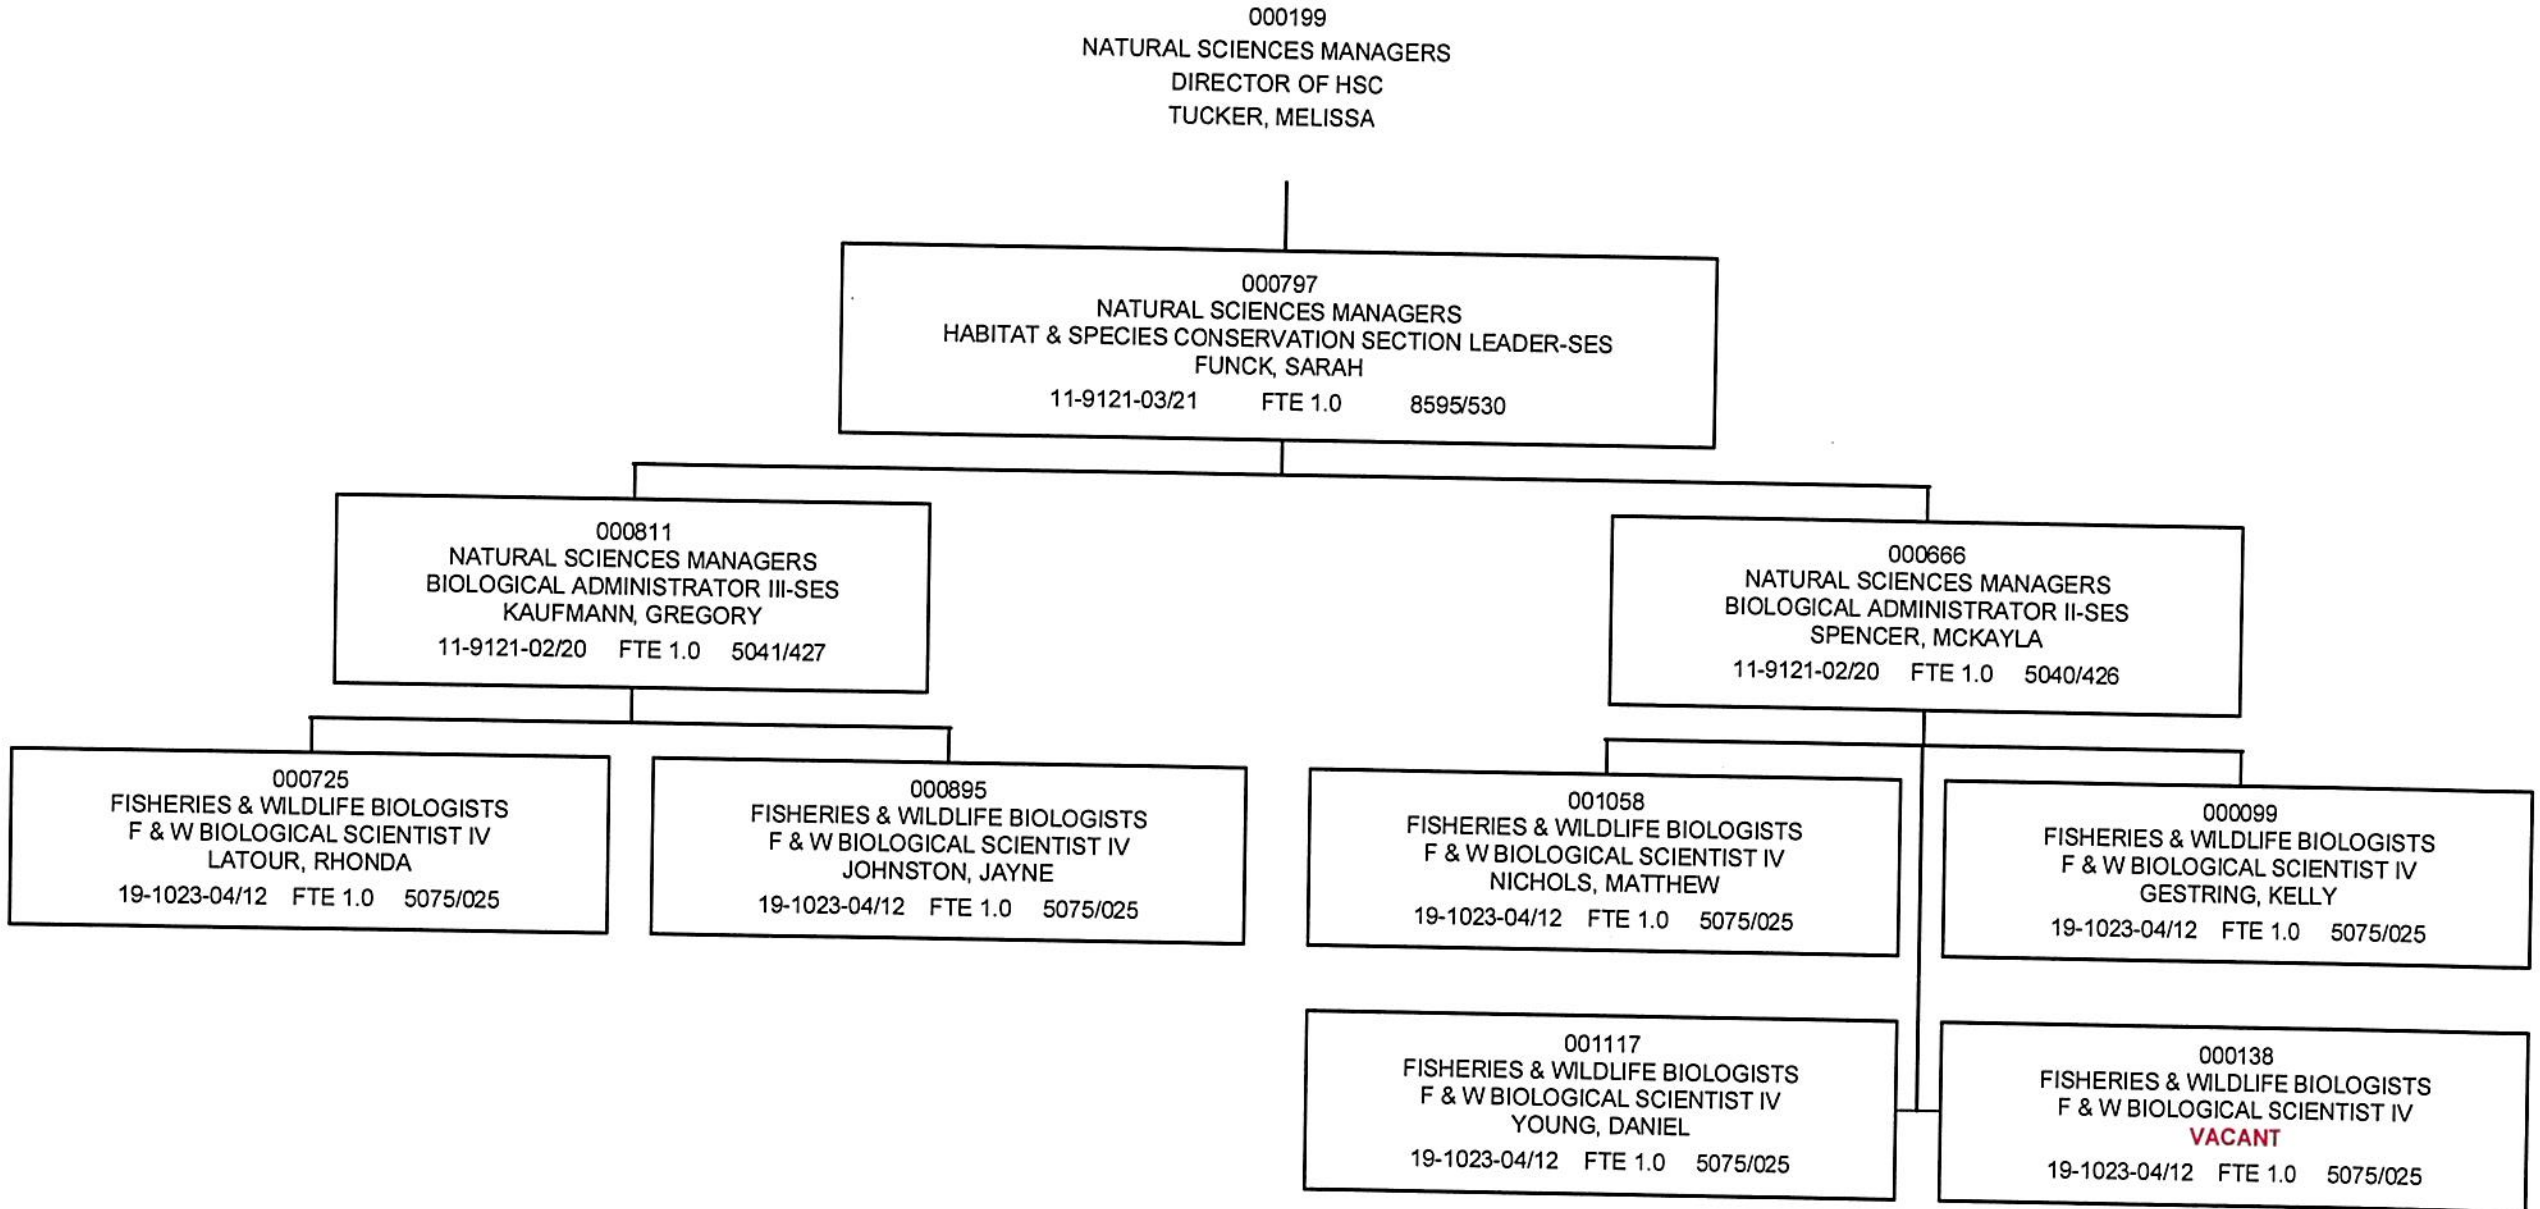 000199
NATURAL SCIENCES MANAGERS
DIRECTOR OF HSC
TUCKER, MELISSA
000797
NATURAL SCIENCES MANAGERS
HABITAT & SPECIES CONSERVATION SECTION LEADER-SES
FUNCK, SARAH
11-9121-03/21 FTE 1.0 8595/530
000811
NATURAL SCIENCES MANAGERS
BIOLOGICAL ADMINISTRATOR III-SES
KAUFMANN, GREGORY
11-9121-02/20 FTE 1.0 5041/427
000666
NATURAL SCIENCES MANAGERS
BIOLOGICAL ADMINISTRATOR II-SES
SPENCER, MCKAYLA
11-9121-02/20 FTE 1.0 5040/426
000725
FISHERIES & WILDLIFE BIOLOGISTS
F & W BIOLOGICAL SCIENTIST IV
LATOUR, RHONDA
19-1023-04/12 FTE 1.0 5075/025
000895
FISHERIES & WILDLIFE BIOLOGISTS
F & W BIOLOGICAL SCIENTIST IV
JOHNSTON, JAYNE
19-1023-04/12 FTE 1.0 5075/025
001058
FISHERIES & WILDLIFE BIOLOGISTS
F & W BIOLOGICAL SCIENTIST IV
NICHOLS, MATTHEW
19-1023-04/12 FTE 1.0 5075/025
000099
FISHERIES & WILDLIFE BIOLOGISTS
F & W BIOLOGICAL SCIENTIST IV
GESTRING, KELLY
19-1023-04/12 FTE 1.0 5075/025
001117
FISHERIES & WILDLIFE BIOLOGISTS
F & W BIOLOGICAL SCIENTIST IV
YOUNG, DANIEL
19-1023-04/12 FTE 1.0 5075/025
000138
FISHERIES & WILDLIFE BIOLOGISTS
F & W BIOLOGICAL SCIENTIST IV
VACANT
19-1023-04/12 FTE 1.0 5075/025